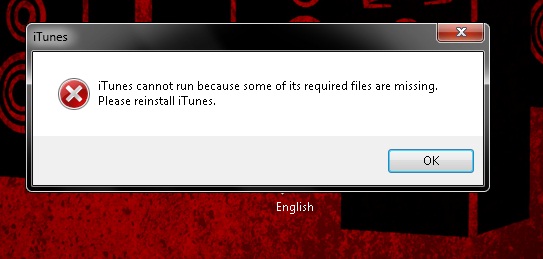 iTunes
iTunes cannot run because some of its required files are missing.
Please reinstall iTunes.
OK
English